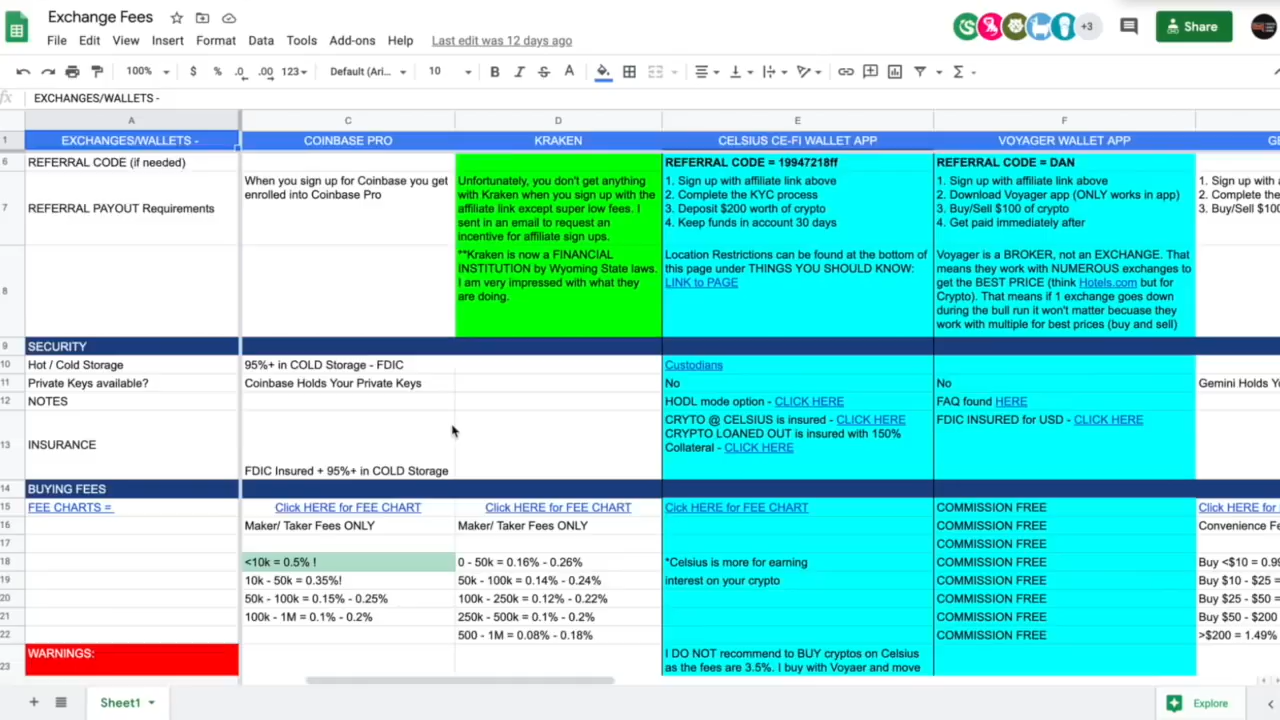 Exchange Fees
File Edit View Insert Format Data Tools Add-ons Help Last edit was 12 days ago
+3
Share
100% $ % .0 .00 123 Default (Ari... 10 B I S A
fx EXCHANGES/WALLETS -
A C D E F
1 EXCHANGES/WALLETS - COINBASE PRO KRAKEN CELSIUS CE-FI WALLET APP VOYAGER WALLET APP GE
6 REFERRAL CODE (if needed) REFERRAL CODE = 19947218ff REFERRAL CODE = DAN
7 REFERRAL PAYOUT Requirements
When you sign up for Coinbase you get
enrolled into Coinbase Pro
Unfortunately, you don't get anything
with Kraken when you sign up with the
affiliate link except super low fees. I
sent in an email to request an
incentive for affiliate sign ups.
1. Sign up with affiliate link above
2. Complete the KYC process
3. Deposit $200 worth of crypto
4. Keep funds in account 30 days
1. Sign up with affiliate link above
2. Download Voyager app (ONLY works in app)
3. Buy/Sell $100 of crypto
4. Get paid immediately after
1. Sign up with a
2. Complete the
3. Buy/Sell $100
8
**Kraken is now a FINANCIAL
INSTITUTION by Wyoming State laws.
I am very impressed with what they
are doing.
Location Restrictions can be found at the bottom of
this page under THINGS YOU SHOULD KNOW:
LINK to PAGE
Voyager is a BROKER, not an EXCHANGE. That
means they work with NUMEROUS exchanges to
get the BEST PRICE (think Hotels.com but for
Crypto). That means if 1 exchange goes down
during the bull run it won't matter becuase they
work with multiple for best prices (buy and sell)
9 SECURITY
10 Hot / Cold Storage 95%+ in COLD Storage - FDIC Custodians
11 Private Keys available? Coinbase Holds Your Private Keys No No Gemini Holds Yo
12 NOTES HODL mode option - CLICK HERE FAQ found HERE
13 INSURANCE
FDIC Insured + 95%+ in COLD Storage
CRYTO @ CELSIUS is insured - CLICK HERE
CRYPTO LOANED OUT is insured with 150%
Collateral - CLICK HERE
FDIC INSURED for USD - CLICK HERE
14 BUYING FEES
15 FEE CHARTS = Click HERE for FEE CHART Click HERE for FEE CHART Cick HERE for FEE CHART COMMISSION FREE Click HERE for
16 Maker/ Taker Fees ONLY Maker/ Taker Fees ONLY COMMISSION FREE Convenience Fe
17 COMMISSION FREE
18 <10k = 0.5% ! 0 - 50k = 0.16% - 0.26% *Celsius is more for earning COMMISSION FREE Buy <$10 = 0.99
19 10k - 50k = 0.35%! 50k - 100k = 0.14% - 0.24% interest on your crypto COMMISSION FREE Buy $10 - $25 =
20 50k - 100k = 0.15% - 0.25% 100k - 250k = 0.12% - 0.22% COMMISSION FREE Buy $25 - $50 =
21 100k - 1M = 0.1% - 0.2% 250k - 500k = 0.1% - 0.2% COMMISSION FREE Buy $50 - $200
22 500 - 1M = 0.08% - 0.18% COMMISSION FREE >$200 = 1.49%
23 WARNINGS:
I DO NOT recommend to BUY cryptos on Celsius
as the fees are 3.5%. I buy with Voyaer and move
Sheet1
Explore